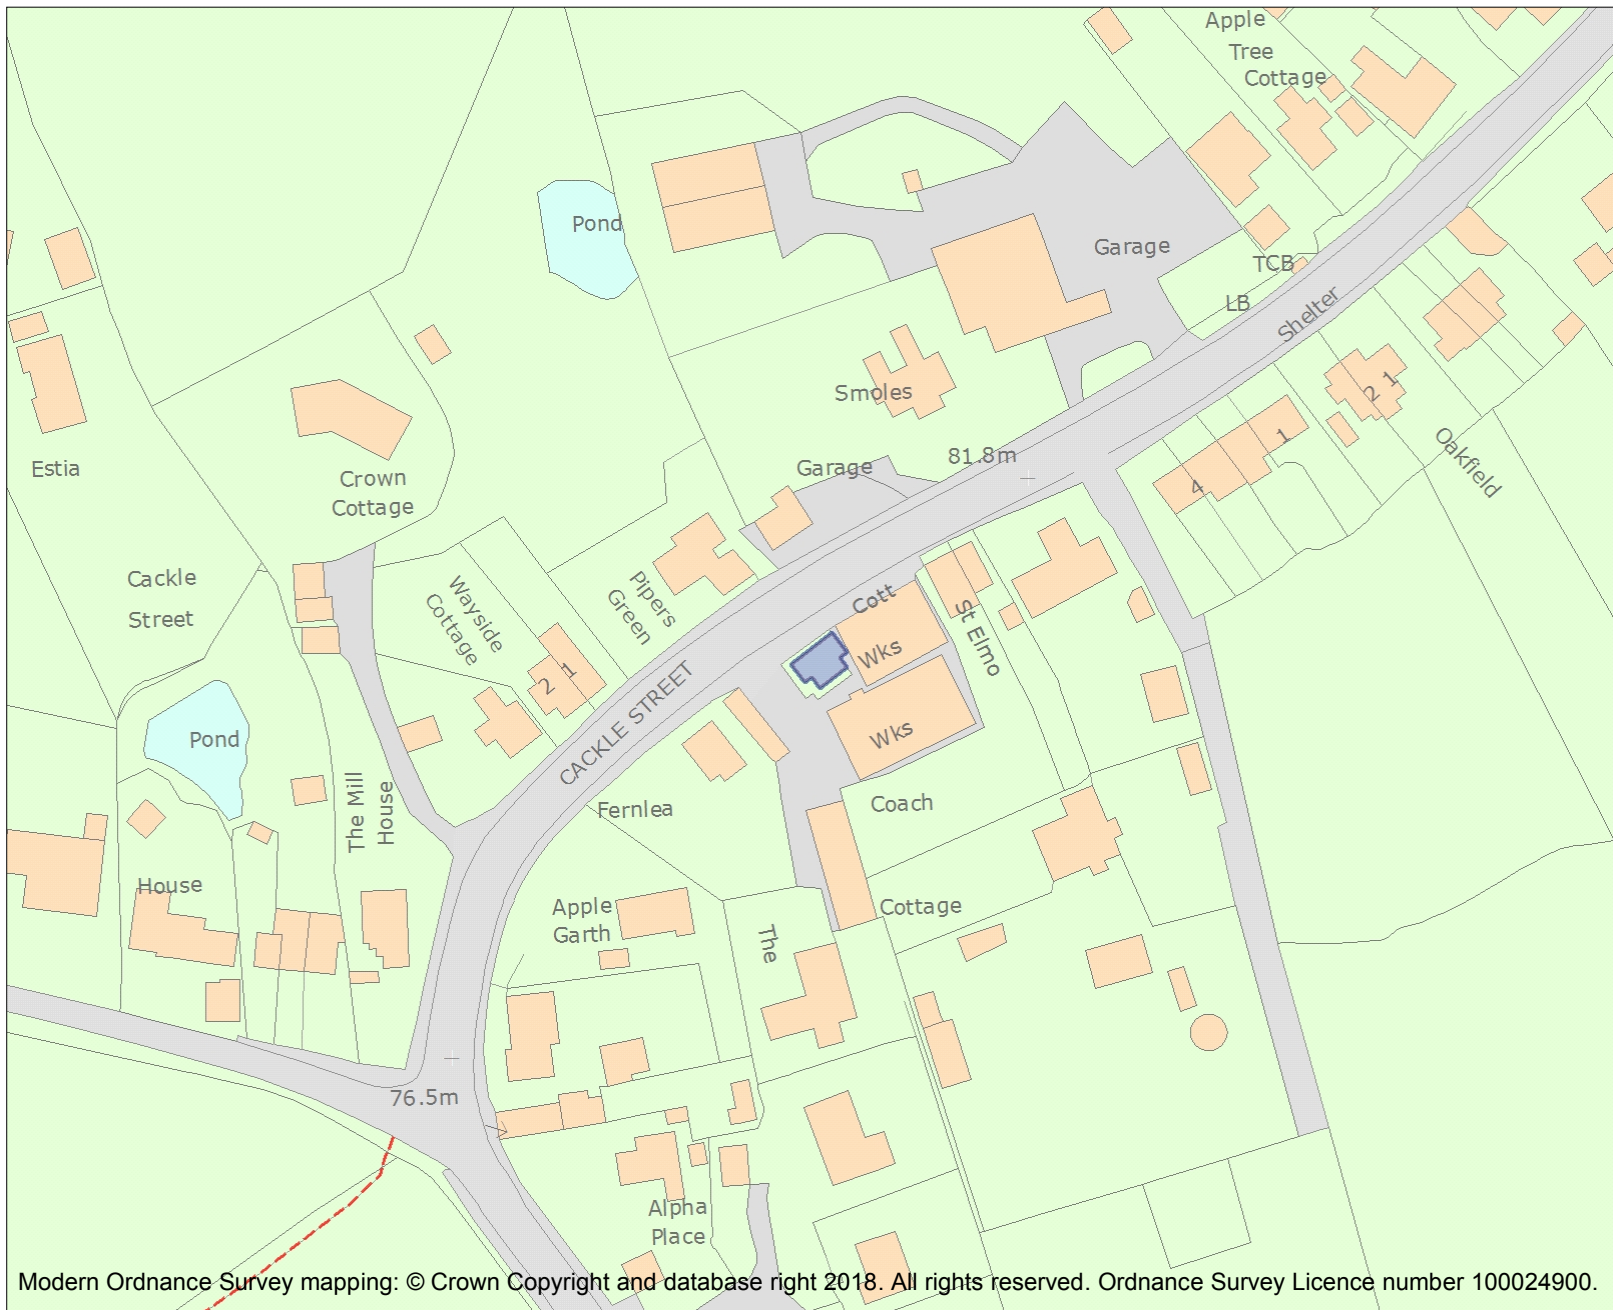 Apple
Tree
Cottage
Pond
Garage
TCB
LB
Shelter
Smoles
2 1
1
4
Oakfield
81.8m
Garage
Estia
Crown
Cottage
Cackle
Street
Wayside
Cottage
Pipers
Green
Cott
Wks
St Elmo
Wks
2 1
CACKLE STREET
Pond
The Mill
House
Fernlea
Coach
House
Apple
Garth
The
Cottage
76.5m
Alpha
Place
Modern Ordnance Survey mapping: © Crown Copyright and database right 2018. All rights reserved. Ordnance Survey Licence number 100024900.